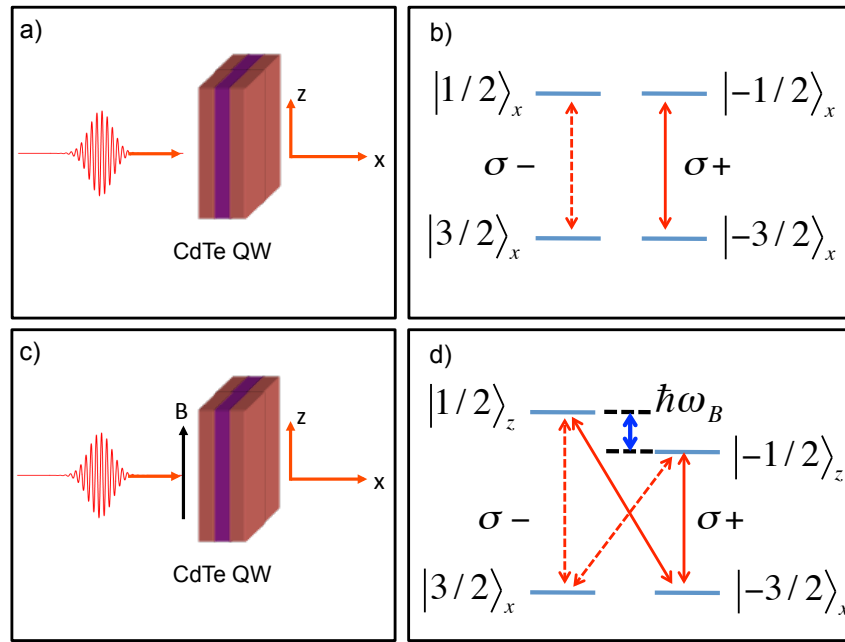 a)
z
x
CdTe QW
b)
|1/2⟩x |−1/2⟩x
σ− σ+
|3/2⟩x |−3/2⟩x
c)
B
z
x
CdTe QW
d)
|1/2⟩z ħωB
|−1/2⟩z
σ− σ+
|3/2⟩x |−3/2⟩x